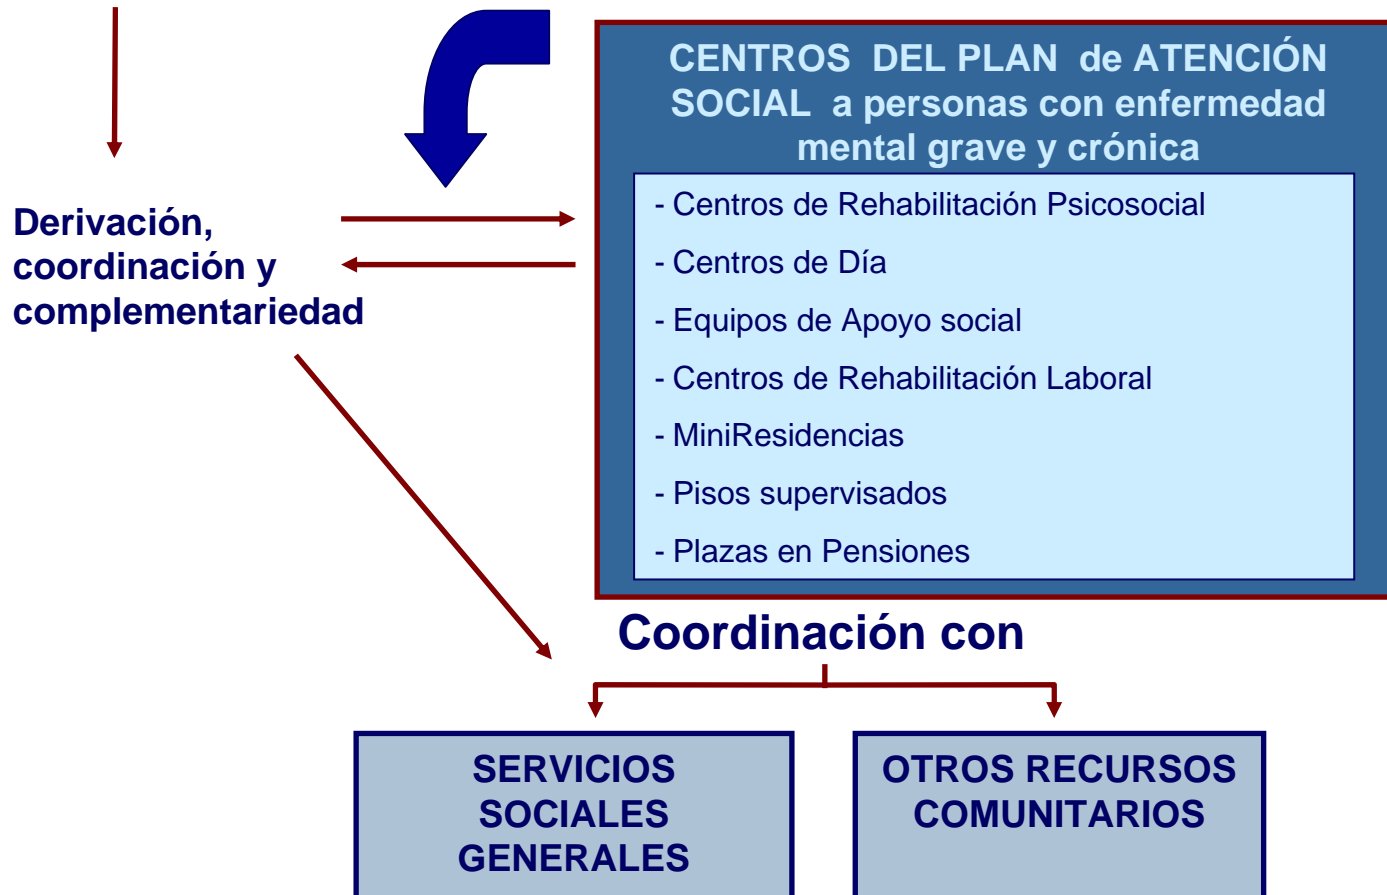 CENTROS DEL PLAN de ATENCIÓN
SOCIAL a personas con enfermedad
mental grave y crónica
- Centros de Rehabilitación Psicosocial
- Centros de Día
- Equipos de Apoyo social
- Centros de Rehabilitación Laboral
- MiniResidencias
- Pisos supervisados
- Plazas en Pensiones
Derivación,
coordinación y
complementariedad
Coordinación con
SERVICIOS
SOCIALES
GENERALES
OTROS RECURSOS
COMUNITARIOS